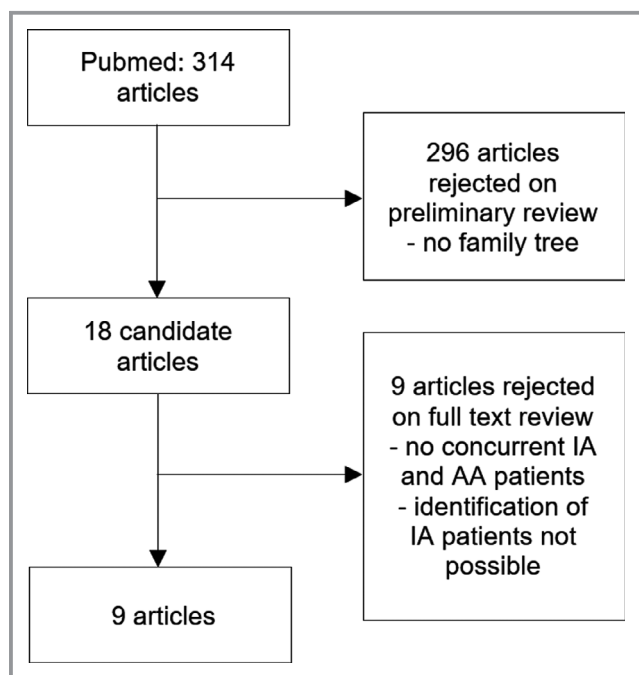 Pubmed: 314
articles
296 articles
rejected on
preliminary review
- no family tree
18 candidate
articles
9 articles rejected
on full text review
- no concurrent IA
and AA patients
- identification of
IA patients not
possible
9 articles